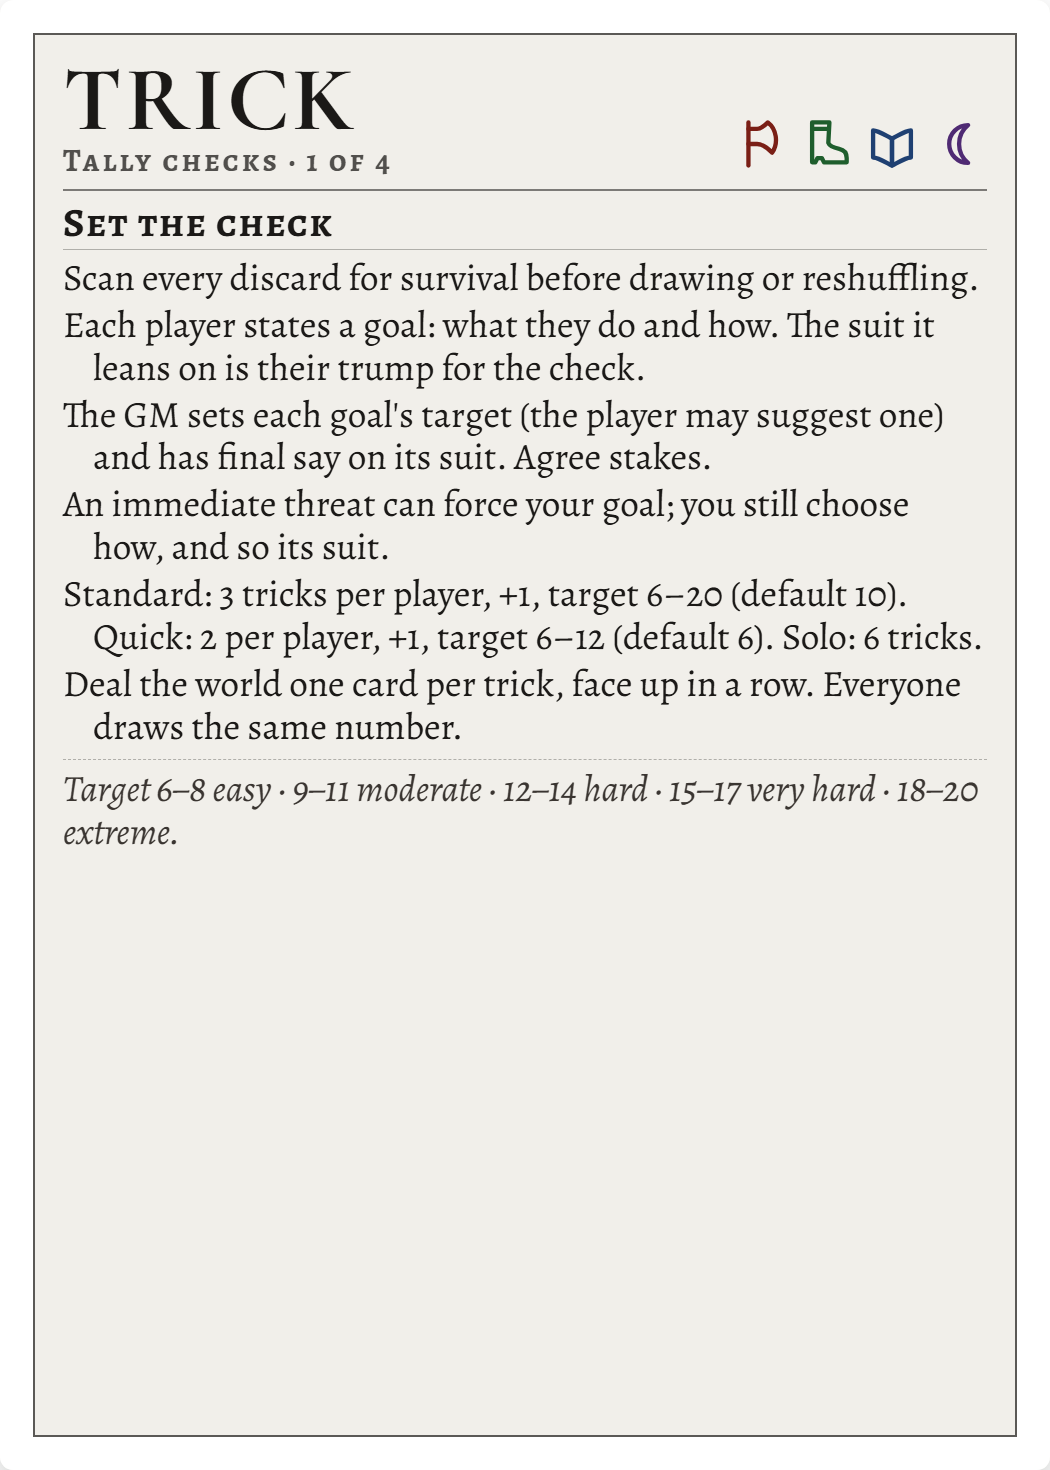 TRICK
TALLY CHECKS · 1 OF 4
SET THE CHECK
Scan every discard for survival before drawing or reshuffling.
Each player states a goal: what they do and how. The suit it
leans on is their trump for the check.
The GM sets each goal's target (the player may suggest one)
and has final say on its suit. Agree stakes.
An immediate threat can force your goal; you still choose
how, and so its suit.
Standard: 3 tricks per player, +1, target 6–20 (default 10).
Quick: 2 per player, +1, target 6–12 (default 6). Solo: 6 tricks.
Deal the world one card per trick, face up in a row. Everyone
draws the same number.
Target 6–8 easy · 9–11 moderate · 12–14 hard · 15–17 very hard · 18–20
extreme.